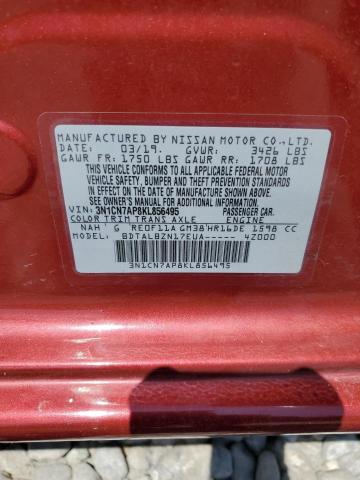 MANUFACTURED BY NISSAN MOTOR CO.,LTD.
DATE: 03/19. GVWR: 3426 LBS
GAWR FR: 1750 LBS GAWR RR: 1708 LBS
THIS VEHICLE CONFORMS TO ALL APPLICABLE FEDERAL MOTOR
VEHICLE SAFETY, BUMPER AND THEFT PREVENTION
STANDARDS IN EFFECT ON THE DATE OF MANUFACTURE SHOWN ABOVE.
SEE OWNER'S MANUAL FOR ADDITIONAL INFORMATION.
VIN: 3N1CN7AP8KL856495 PASSENGER CAR.
COLOR TRIM TRANS AXLE ENGINE
NAH G RE0F11A GM38 HR16DE 1598 CC
MODEL: BDTALBZN17EUA----- 4Z000
3N1CN7AP8KL856495